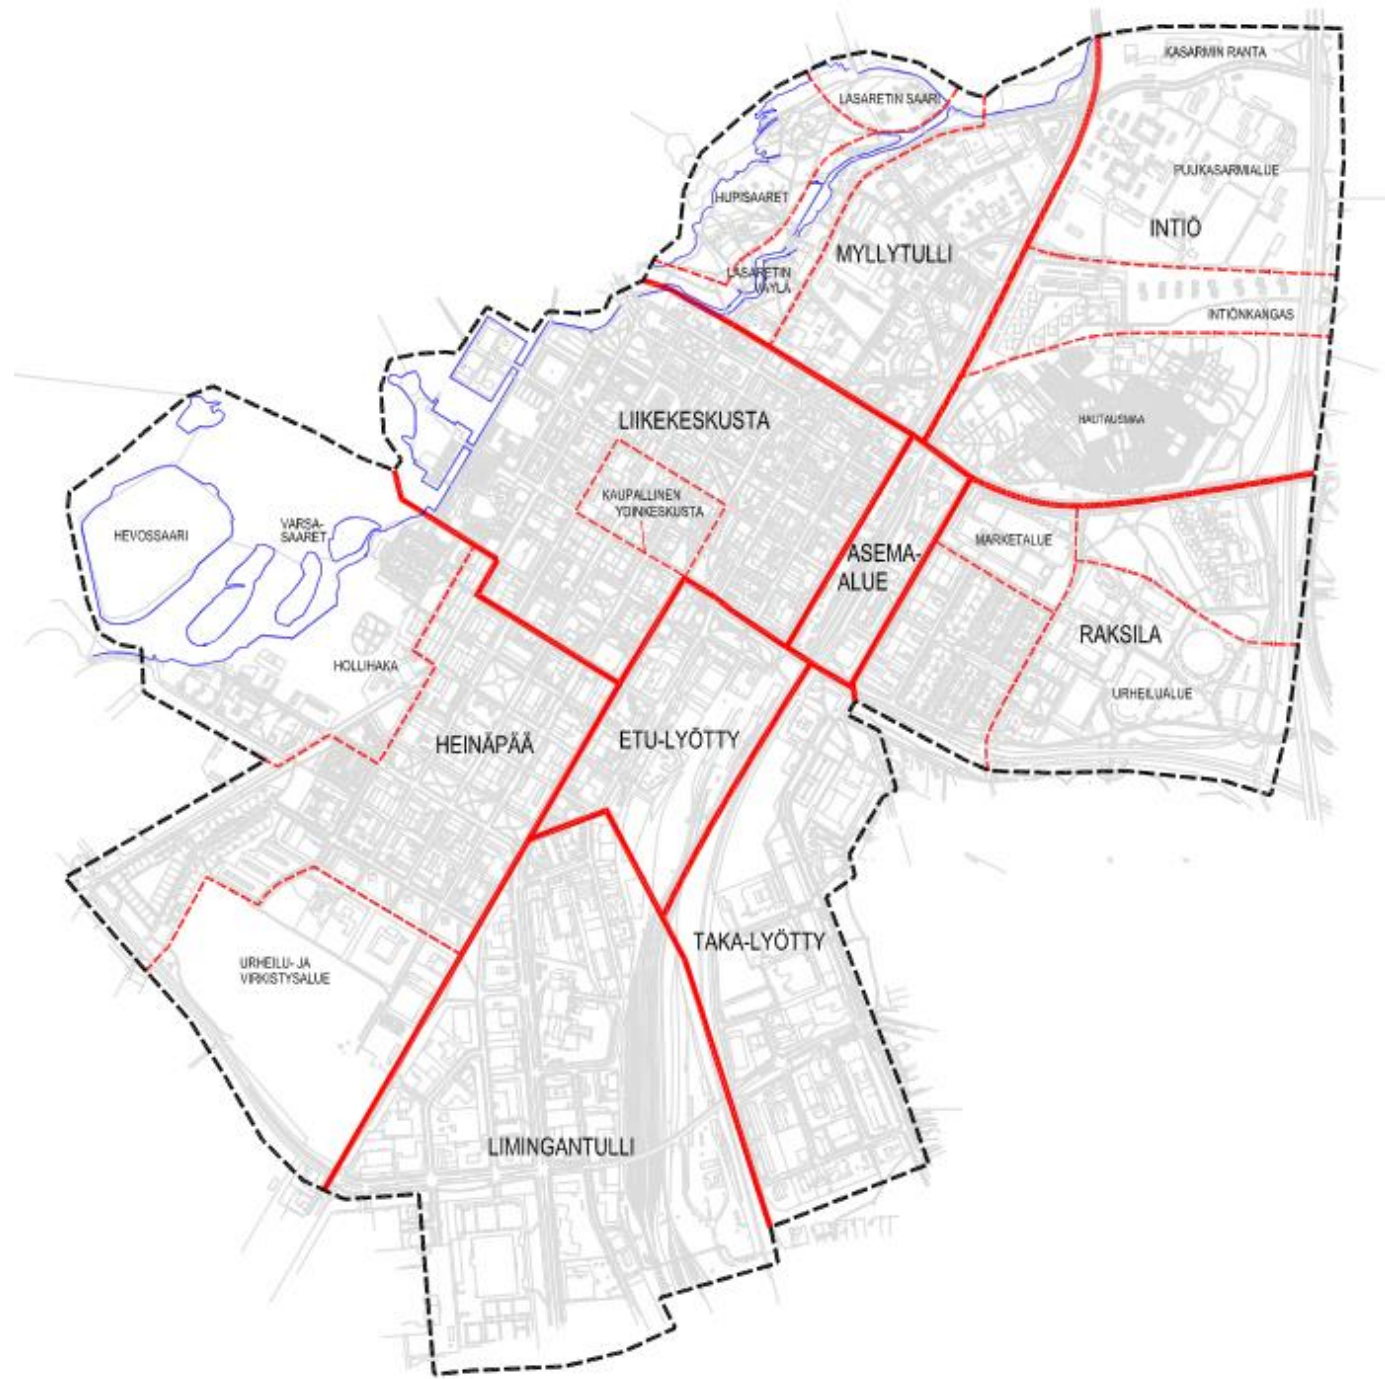 KASARMIN RANTA
LASARETIN SAARI
PUUKASARMIALUE
HUPISAARET
INTIÖ
MYLLYTULLI
LASARETIN
VÄYLÄ
INTIÖNKANGAS
LIIKEKESKUSTA
HAUTAUSMAA
KAUPALLINEN
YDINKESKUSTA
VARSA-
SAARET
HEVOSSAARI
MARKETALUE
ASEMA-
ALUE
RAKSILA
HOLLIHAKA
URHEILUALUE
ETU-LYÖTTY
HEINÄPÄÄ
TAKA-LYÖTTY
URHEILU- JA
VIRKISTYSALUE
LIMINGANTULLI